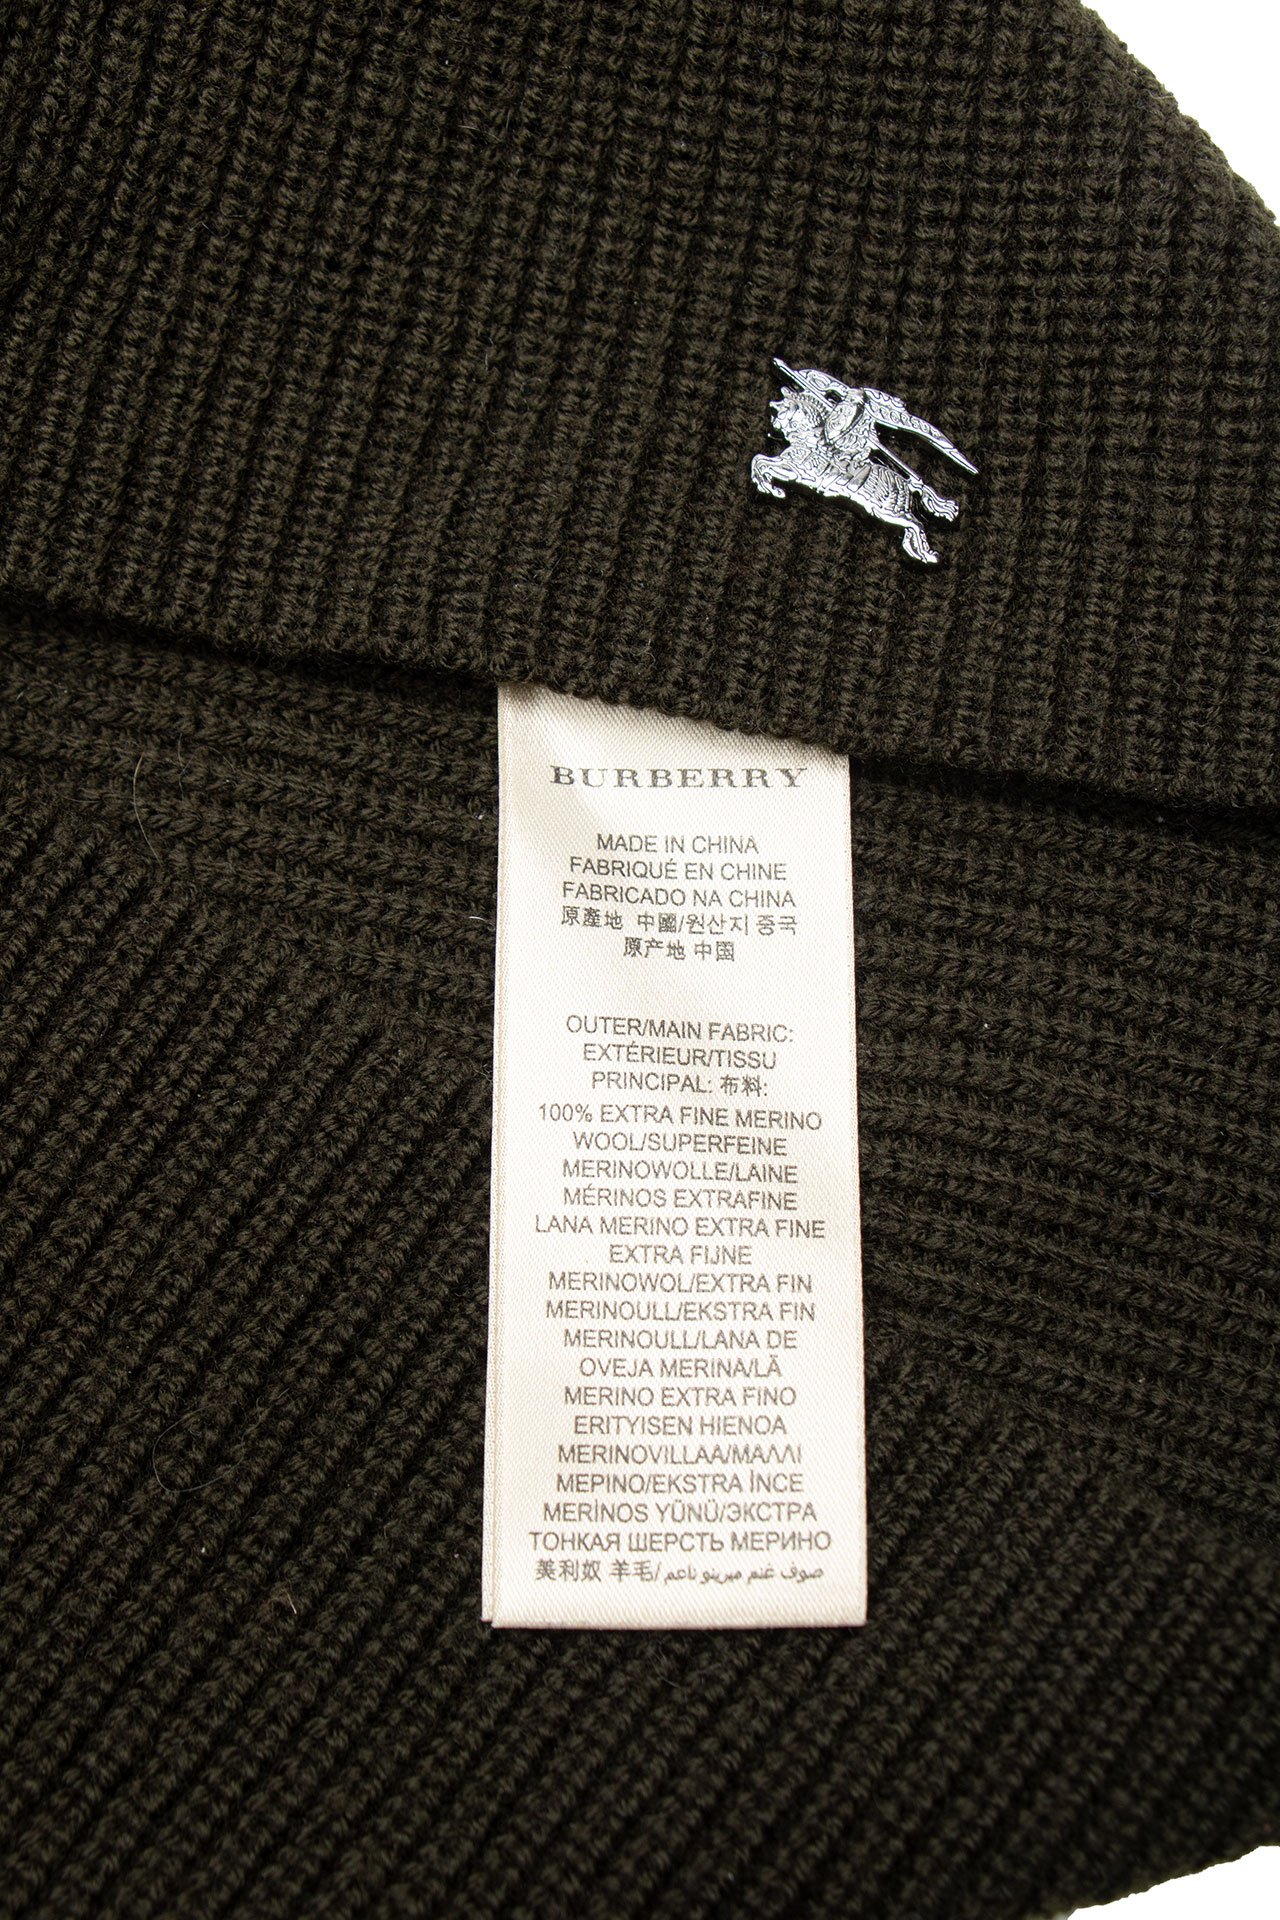 BURBERRY
MADE IN CHINA
FABRIQUÉ EN CHINE
FABRICADO NA CHINA
原產地 中國/원산지 중국
原产地 中国
OUTER/MAIN FABRIC:
EXTÉRIEUR/TISSU
PRINCIPAL: 布料:
100% EXTRA FINE MERINO
WOOL/SUPERFEINE
MERINOWOLLE/LAINE
MÉRINOS EXTRAFINE
LANA MERINO EXTRA FINE
EXTRA FIJNE
MERINOWOL/EXTRA FIN
MERINOULL/EKSTRA FIN
MERINOULL/LANA DE
OVEJA MERINA/LÃ
MERINO EXTRA FINO
ERITYISEN HIENOA
MERINOVILLAA/ΜΑΛΛΙ
ΜΕΡΙΝΟ/EKSTRA İNCE
MERİNOS YÜNÜ/ЭКСТРА
ТОНКАЯ ШЕРСТЬ МЕРИНО
美利奴 羊毛/صوف غنم ميرينو ناعم